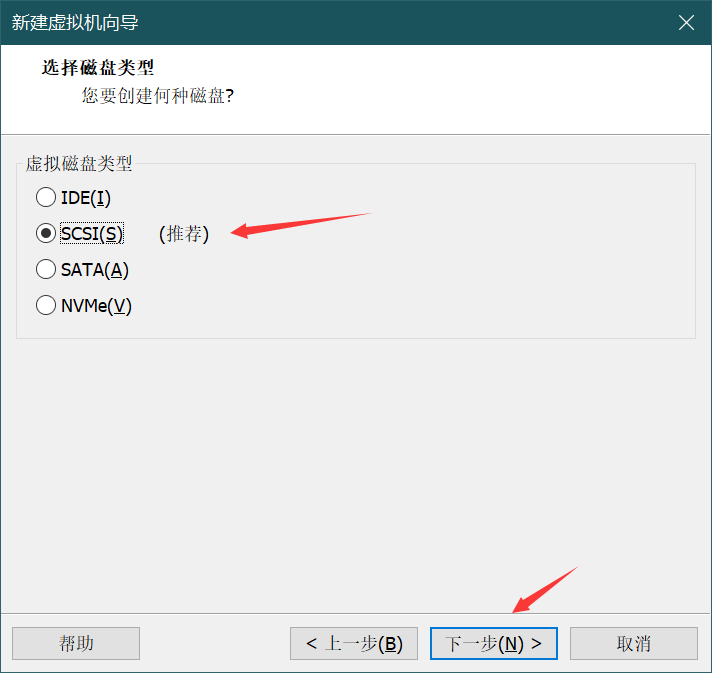 新建虚拟机向导
选择磁盘类型
您要创建何种磁盘?
虚拟磁盘类型
IDE(I)
SCSI(S) (推荐)
SATA(A)
NVMe(V)
帮助 < 上一步(B) 下一步(N) > 取消